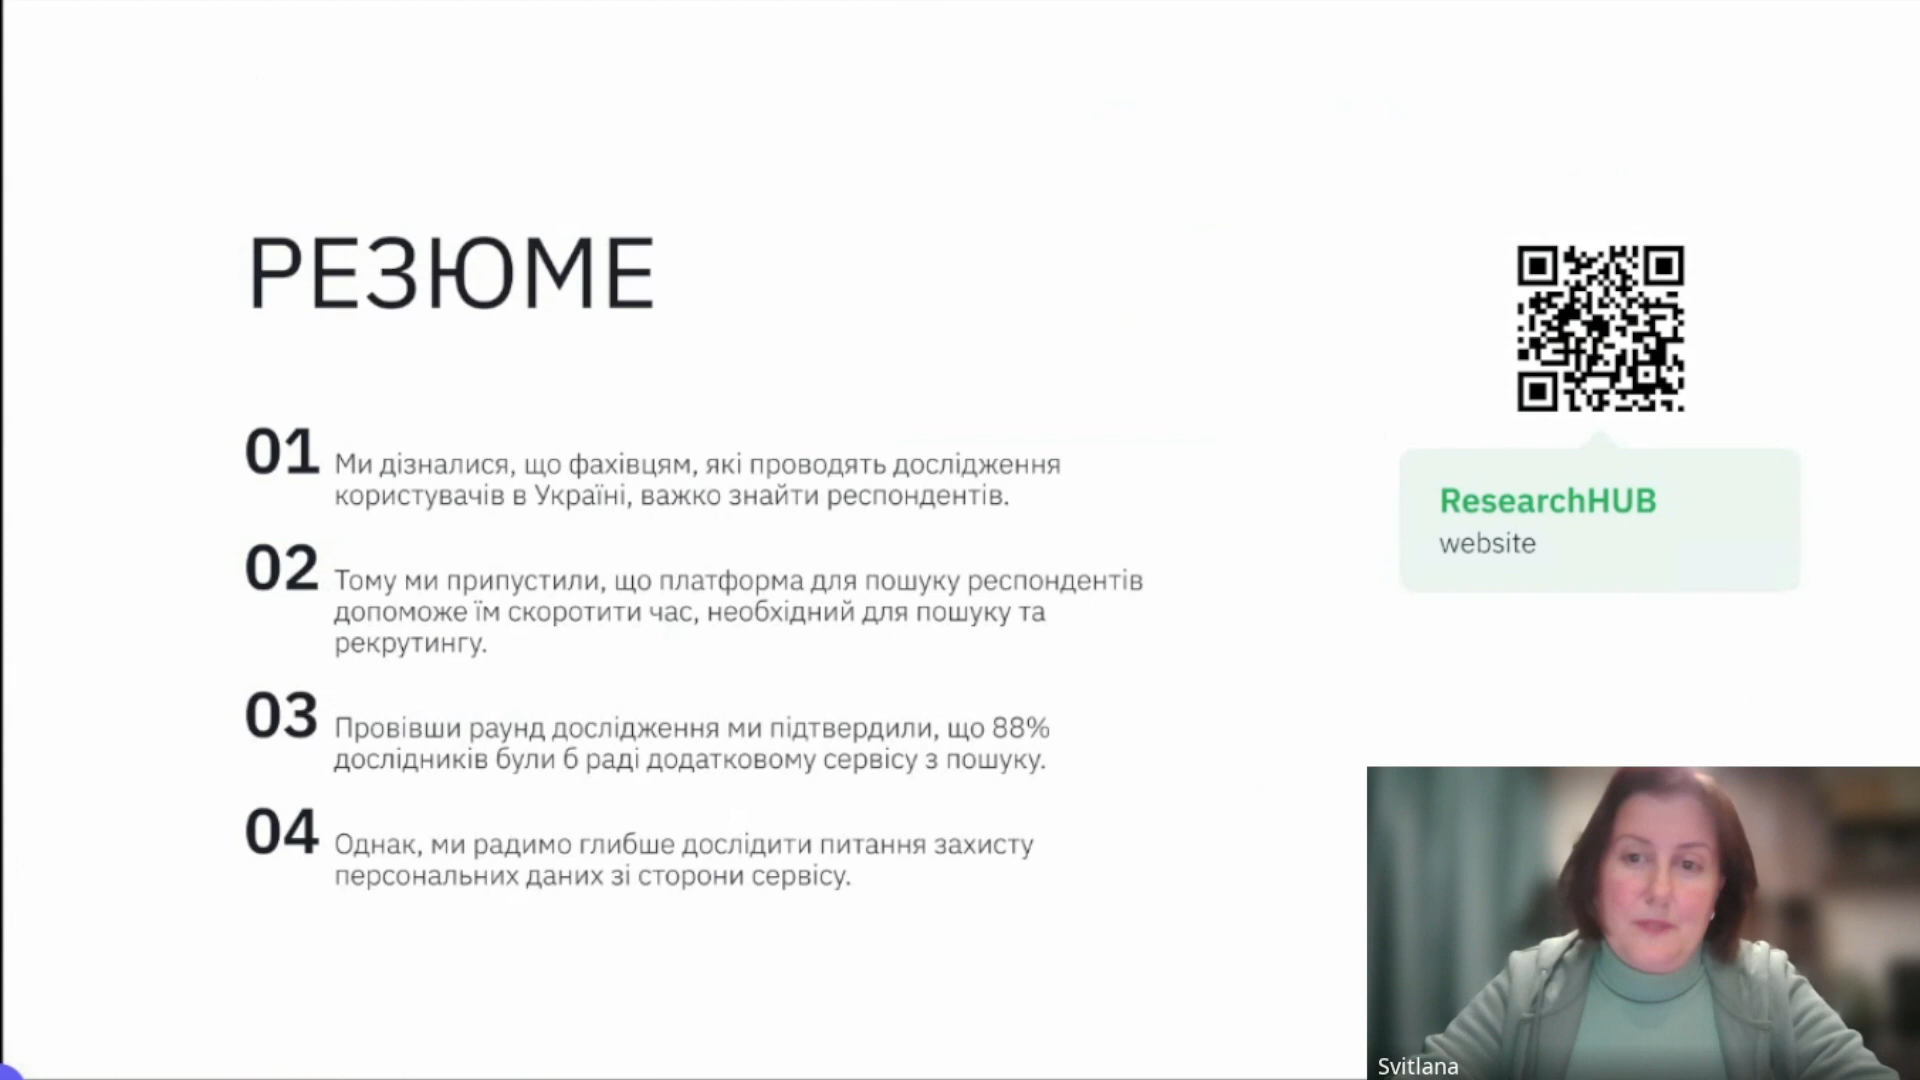 РЕЗЮМЕ
01 Ми дізналися, що фахівцям, які проводять дослідження
користувачів в Україні, важко знайти респондентів.
02 Тому ми припустили, що платформа для пошуку респондентів
допоможе їм скоротити час, необхідний для пошуку та
рекрутингу.
03 Провівши раунд дослідження ми підтвердили, що 88%
дослідників були б раді додатковому сервісу з пошуку.
04 Однак, ми радимо глибше дослідити питання захисту
персональних даних зі сторони сервісу.
ResearchHUB
website
Svitlana